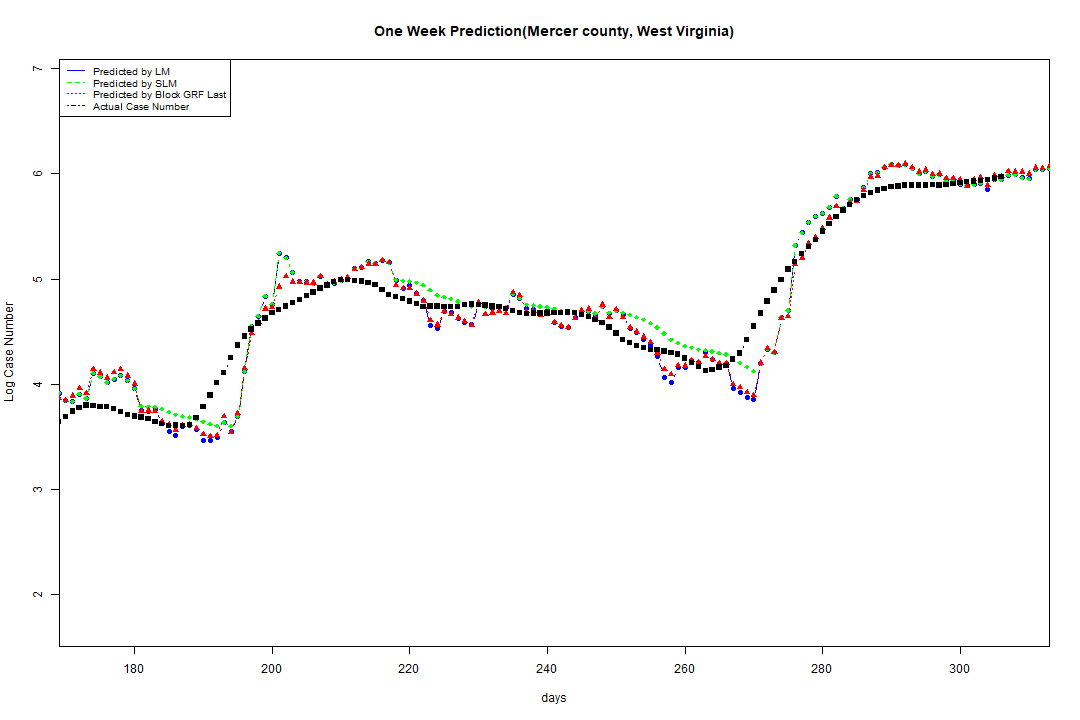 One Week Prediction(Mercer county, West Virginia)
Predicted by LM
Predicted by SLM
Predicted by Block GRF Last
Actual Case Number
7
6
5
4
3
2
Log Case Number
180 200 220 240 260 280 300
days